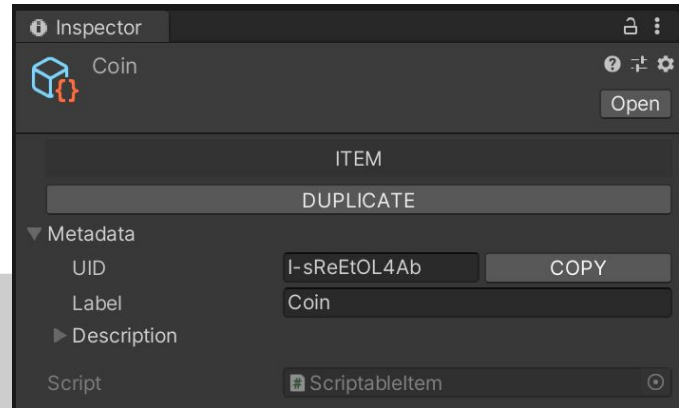 Inspector
Coin
Open
ITEM
DUPLICATE
Metadata
UID I-sReEtOL4Ab COPY
Label Coin
Description
Script # ScriptableItem